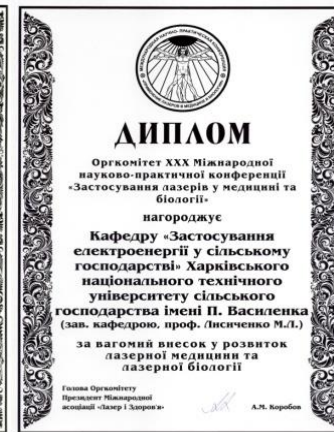 ДИПЛОМ
Оргкомітет XXX Міжнародної
науково-практичної конференції
«Застосування лазерів у медицині та
біології»
нагороджує
Кафедру «Застосування
електроенергії у сільському
господарстві» Харківського
національного технічного
університету сільського
господарства імені П. Василенка
(зав. кафедрою, проф. Лисиченко М.Л.)
за вагомий внесок у розвиток
лазерної медицини та
лазерної біології
Голова Оргкомітету
Президент Міжнародної
асоціації «Лазер і Здоров'я»
А.М. Коробов